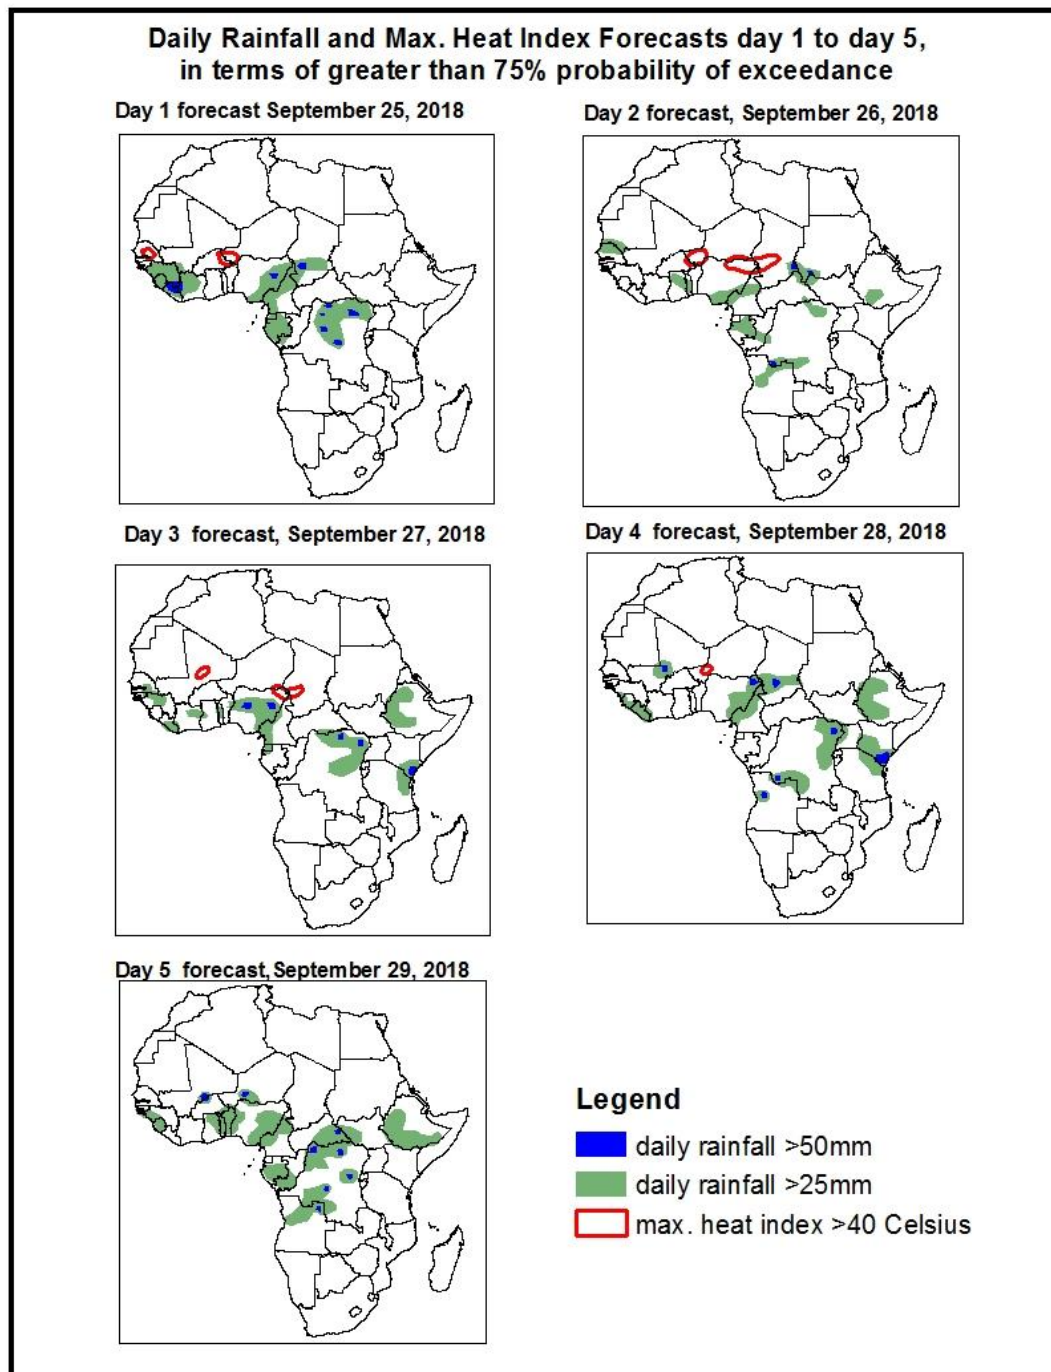 Daily Rainfall and Max. Heat Index Forecasts day 1 to day 5,
in terms of greater than 75% probability of exceedance
Day 1 forecast September 25, 2018
Day 2 forecast, September 26, 2018
Day 3 forecast, September 27, 2018
Day 4 forecast, September 28, 2018
Day 5 forecast, September 29, 2018
Legend
daily rainfall >50mm
daily rainfall >25mm
max. heat index >40 Celsius